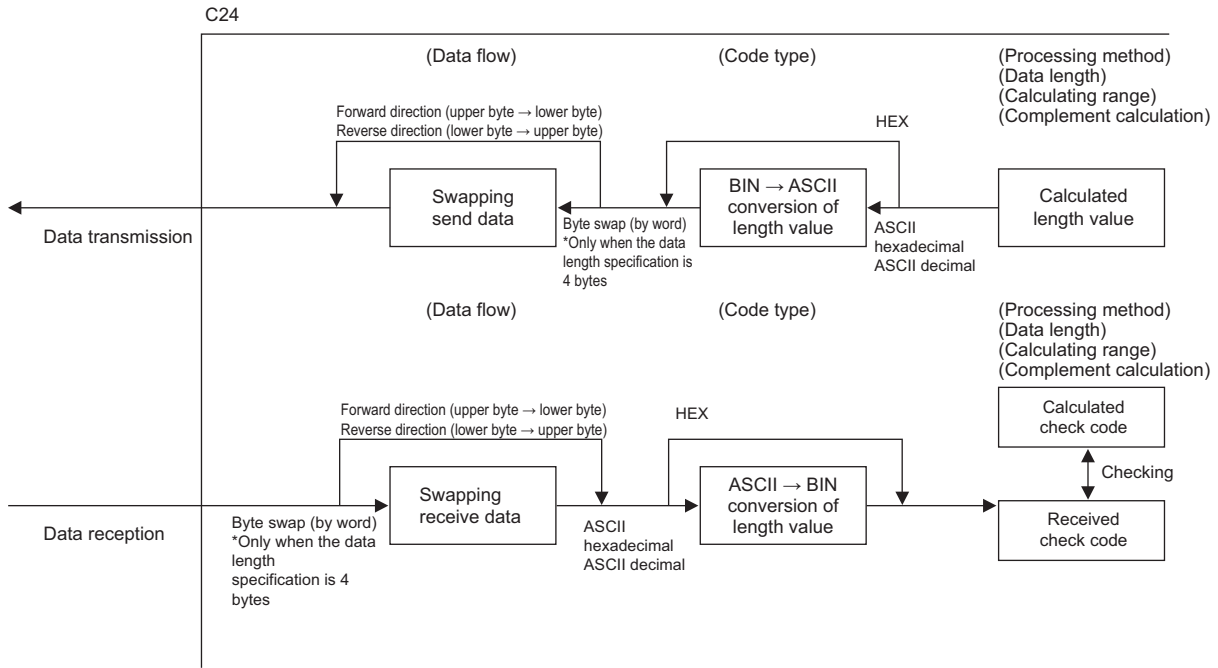 C24
(Data flow)
(Code type)
(Processing method)
(Data length)
(Calculating range)
(Complement calculation)
Forward direction (upper byte → lower byte)
Reverse direction (lower byte → upper byte)
HEX
Swapping
send data
BIN → ASCII
conversion of
length value
Calculated
length value
Data transmission
Byte swap (by word)
*Only when the data
length specification is
4 bytes
ASCII
hexadecimal
ASCII decimal
(Data flow)
(Code type)
(Processing method)
(Data length)
(Calculating range)
(Complement calculation)
Forward direction (upper byte → lower byte)
Reverse direction (lower byte → upper byte)
HEX
Calculated
check code
Checking
Swapping
receive data
ASCII → BIN
conversion of
length value
Received
check code
Data reception
Byte swap (by word)
*Only when the data
length
specification is 4
bytes
ASCII
hexadecimal
ASCII decimal